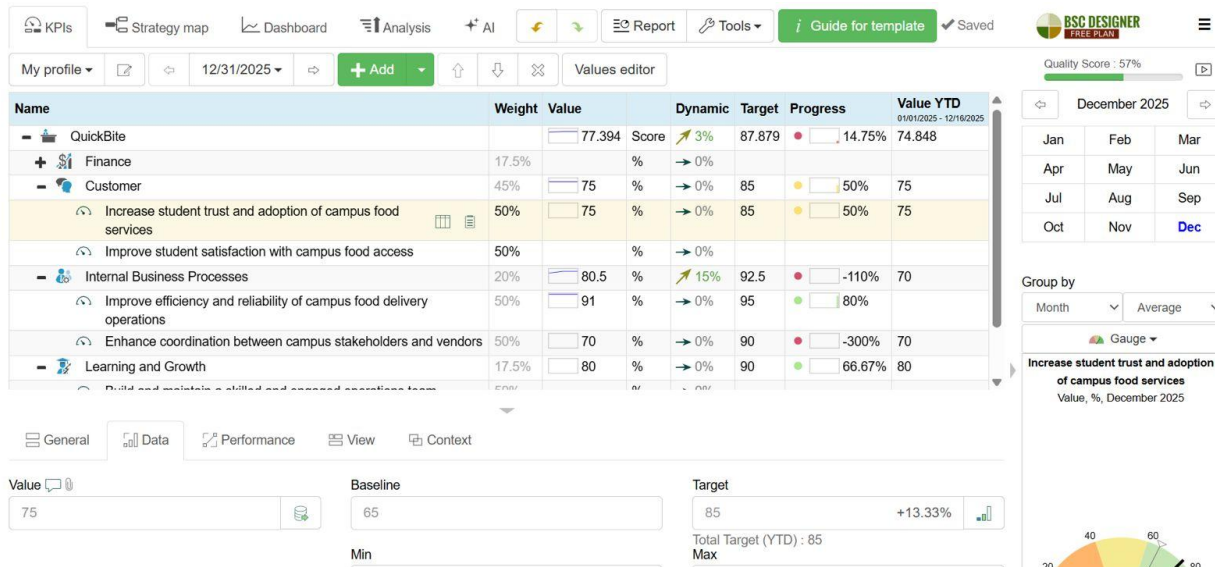 KPIs Strategy map Dashboard Analysis AI Report Tools Guide for template Saved
BSC DESIGNER
FREE PLAN
My profile 12/31/2025 Add Values editor
Quality Score : 57%
Name Weight Value Dynamic Target Progress Value YTD
01/01/2025 - 12/16/2025
QuickBite 77.394 Score 3% 87.879 14.75% 74.848
Finance 17.5% % 0%
Customer 45% 75 % 0% 85 50% 75
Increase student trust and adoption of campus food
services
50% 75 % 0% 85 50% 75
Improve student satisfaction with campus food access 50% % 0%
Internal Business Processes 20% 80.5 % 15% 92.5 -110% 70
Improve efficiency and reliability of campus food delivery
operations
50% 91 % 0% 95 80%
Enhance coordination between campus stakeholders and vendors 50% 70 % 0% 90 -300% 70
Learning and Growth 17.5% 80 % 0% 90 66.67% 80
December 2025
Jan Feb Mar
Apr May Jun
Jul Aug Sep
Oct Nov Dec
Group by
Month Average
Gauge
Increase student trust and adoption
of campus food services
Value, %, December 2025
40 60
General Data Performance View Context
Value Baseline Target
75 65 85 +13.33%
Total Target (YTD) : 85
Min Max